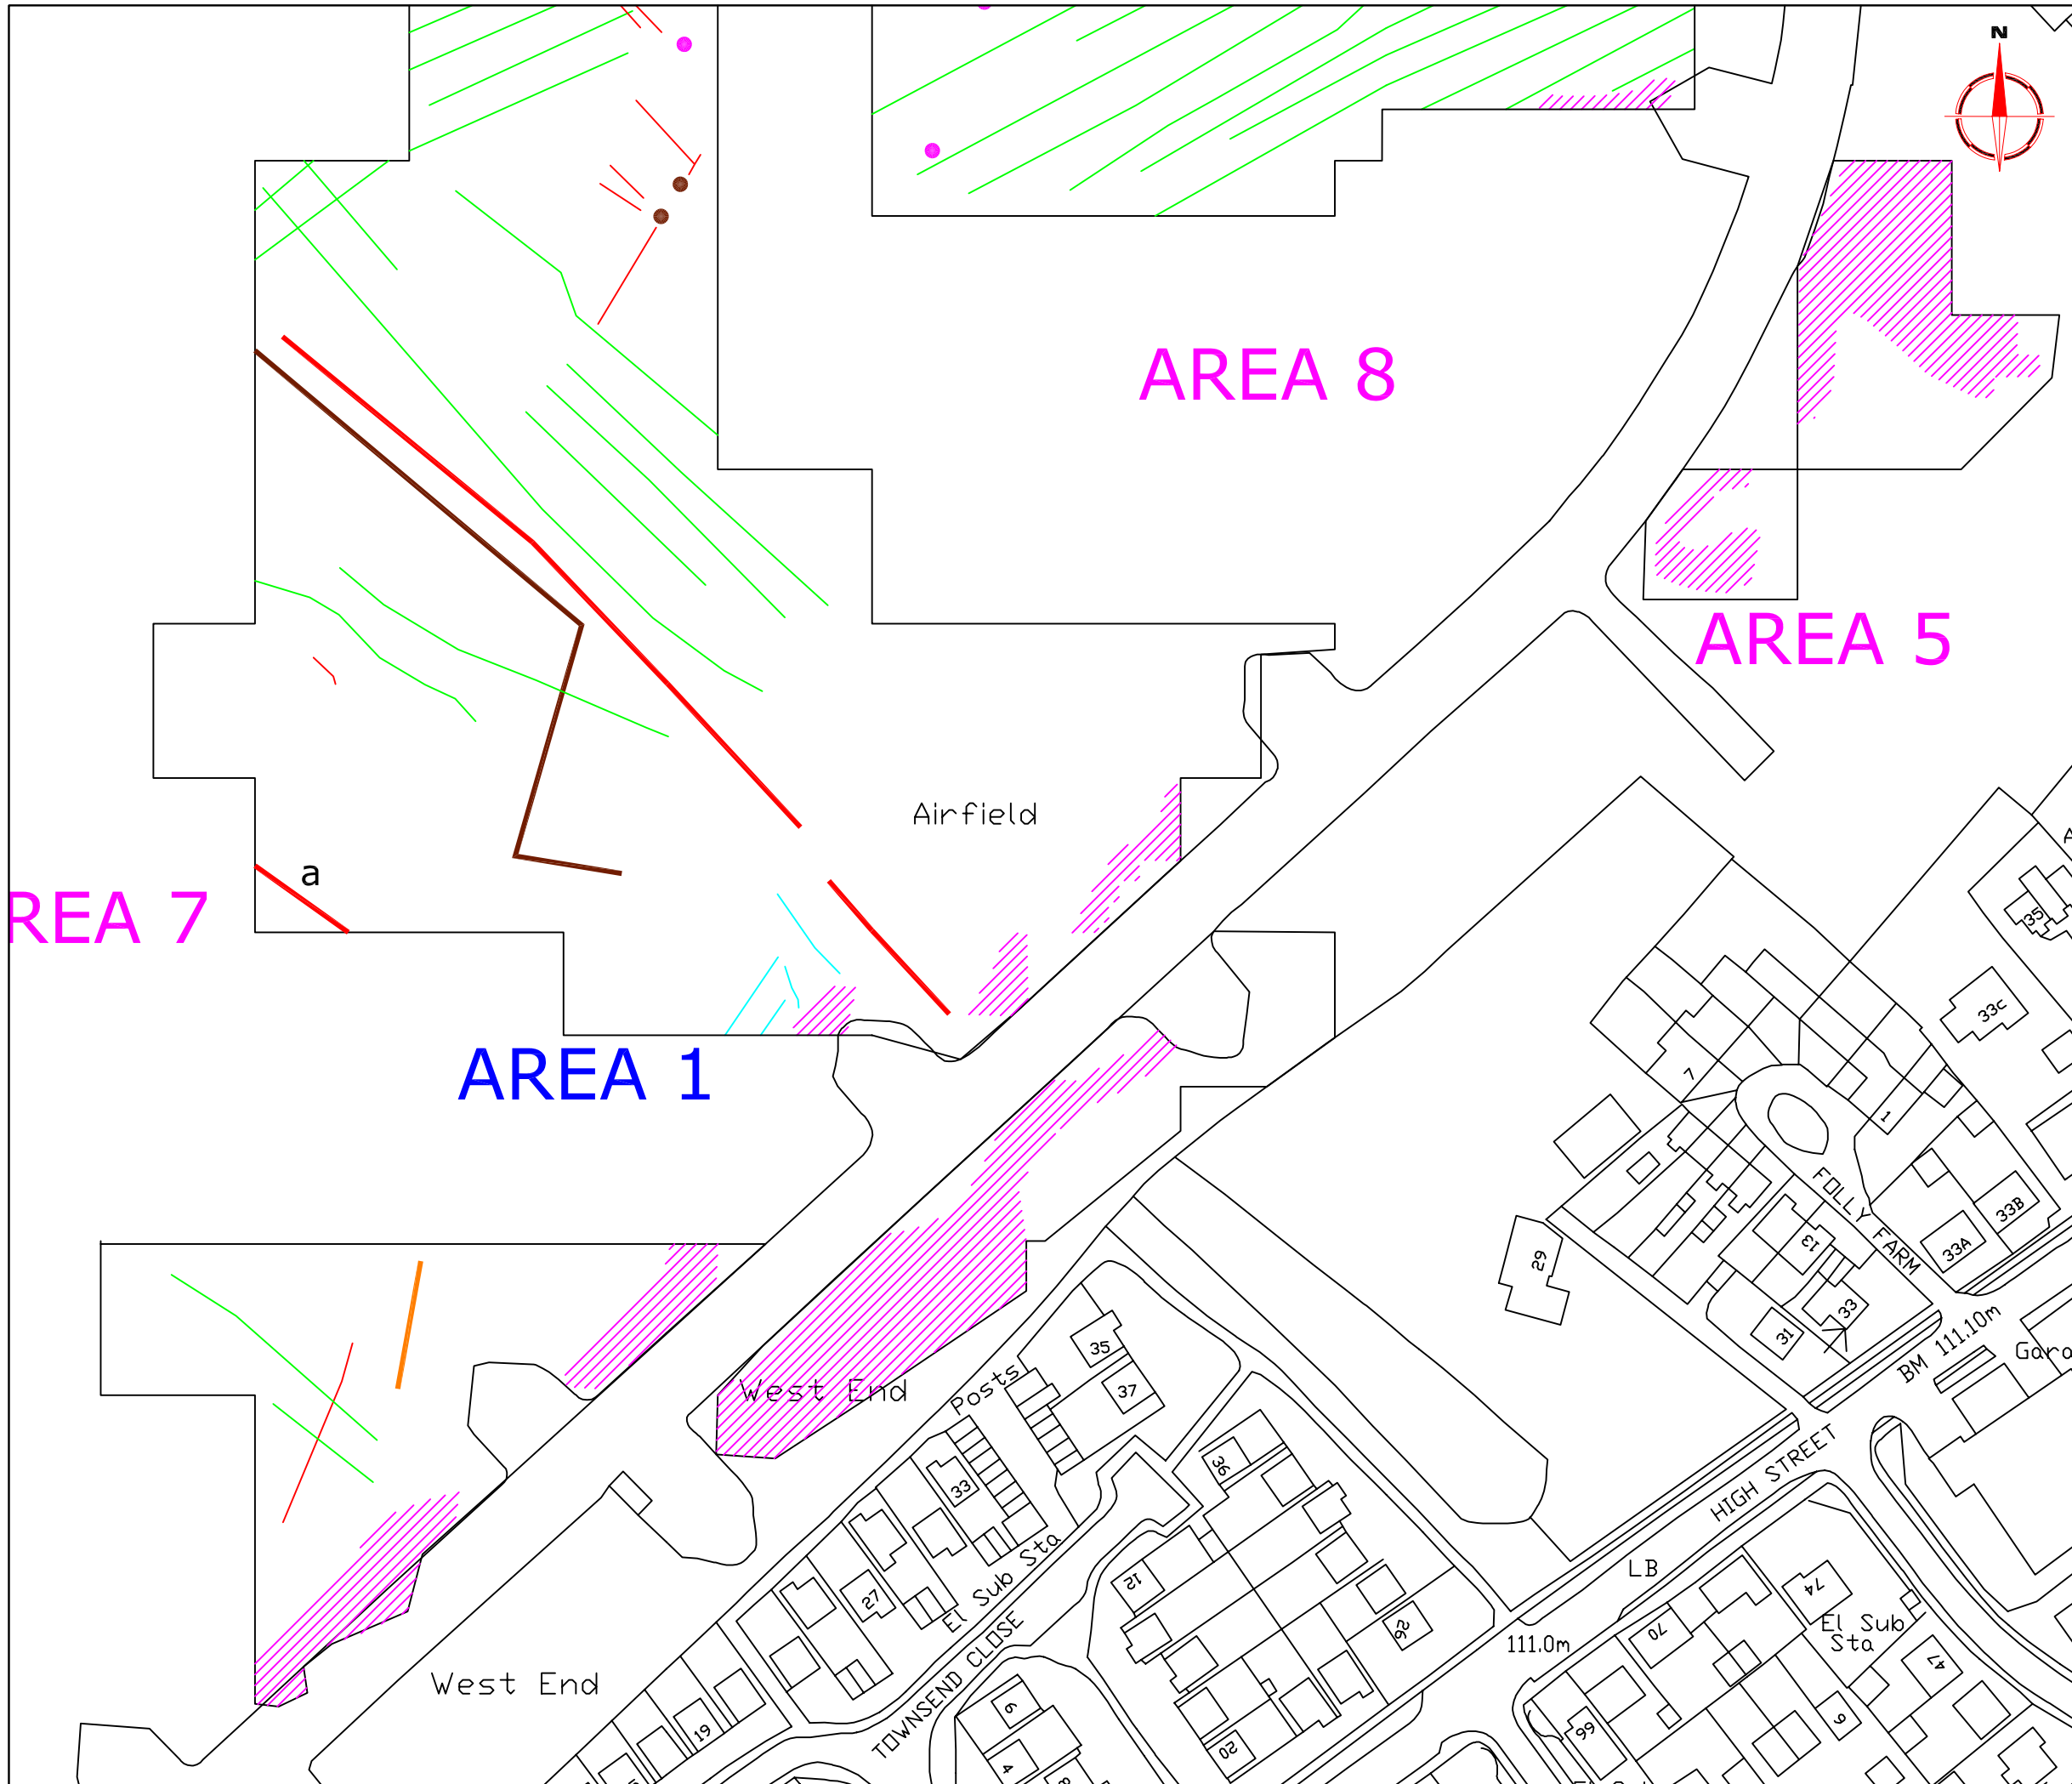 N
AREA 8
AREA 5
Airfield
a
REA 7
AREA 1
35
33c
7
1
FOLLY FARM
33B
33A
13
29
33
31
BM 111.10m
Gara
35
37
West End
Posts
36
33
HIGH STREET
27
El Sub Sta
12
LB
74
70
El Sub
Sta
26
111.0m
47
West End
TOWNSEND CLOSE
19
6
9
66
20
4